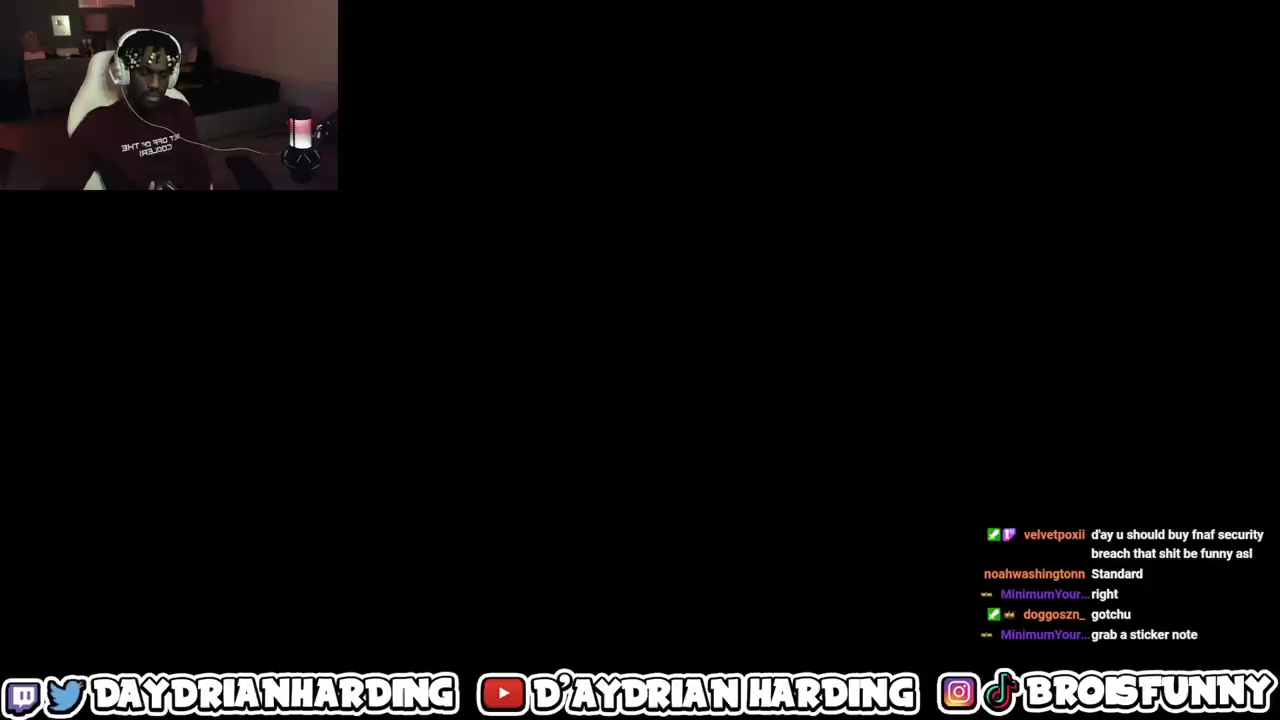 velvetpoxii d'ay u should buy fnaf security
breach that shit be funny asl
noahwashingtonn Standard
MinimumYour... right
doggoszn_ gotchu
MinimumYour... grab a sticker note
DAYDRIANHARDING D'AYDRIAN HARDING BROISFUNNY